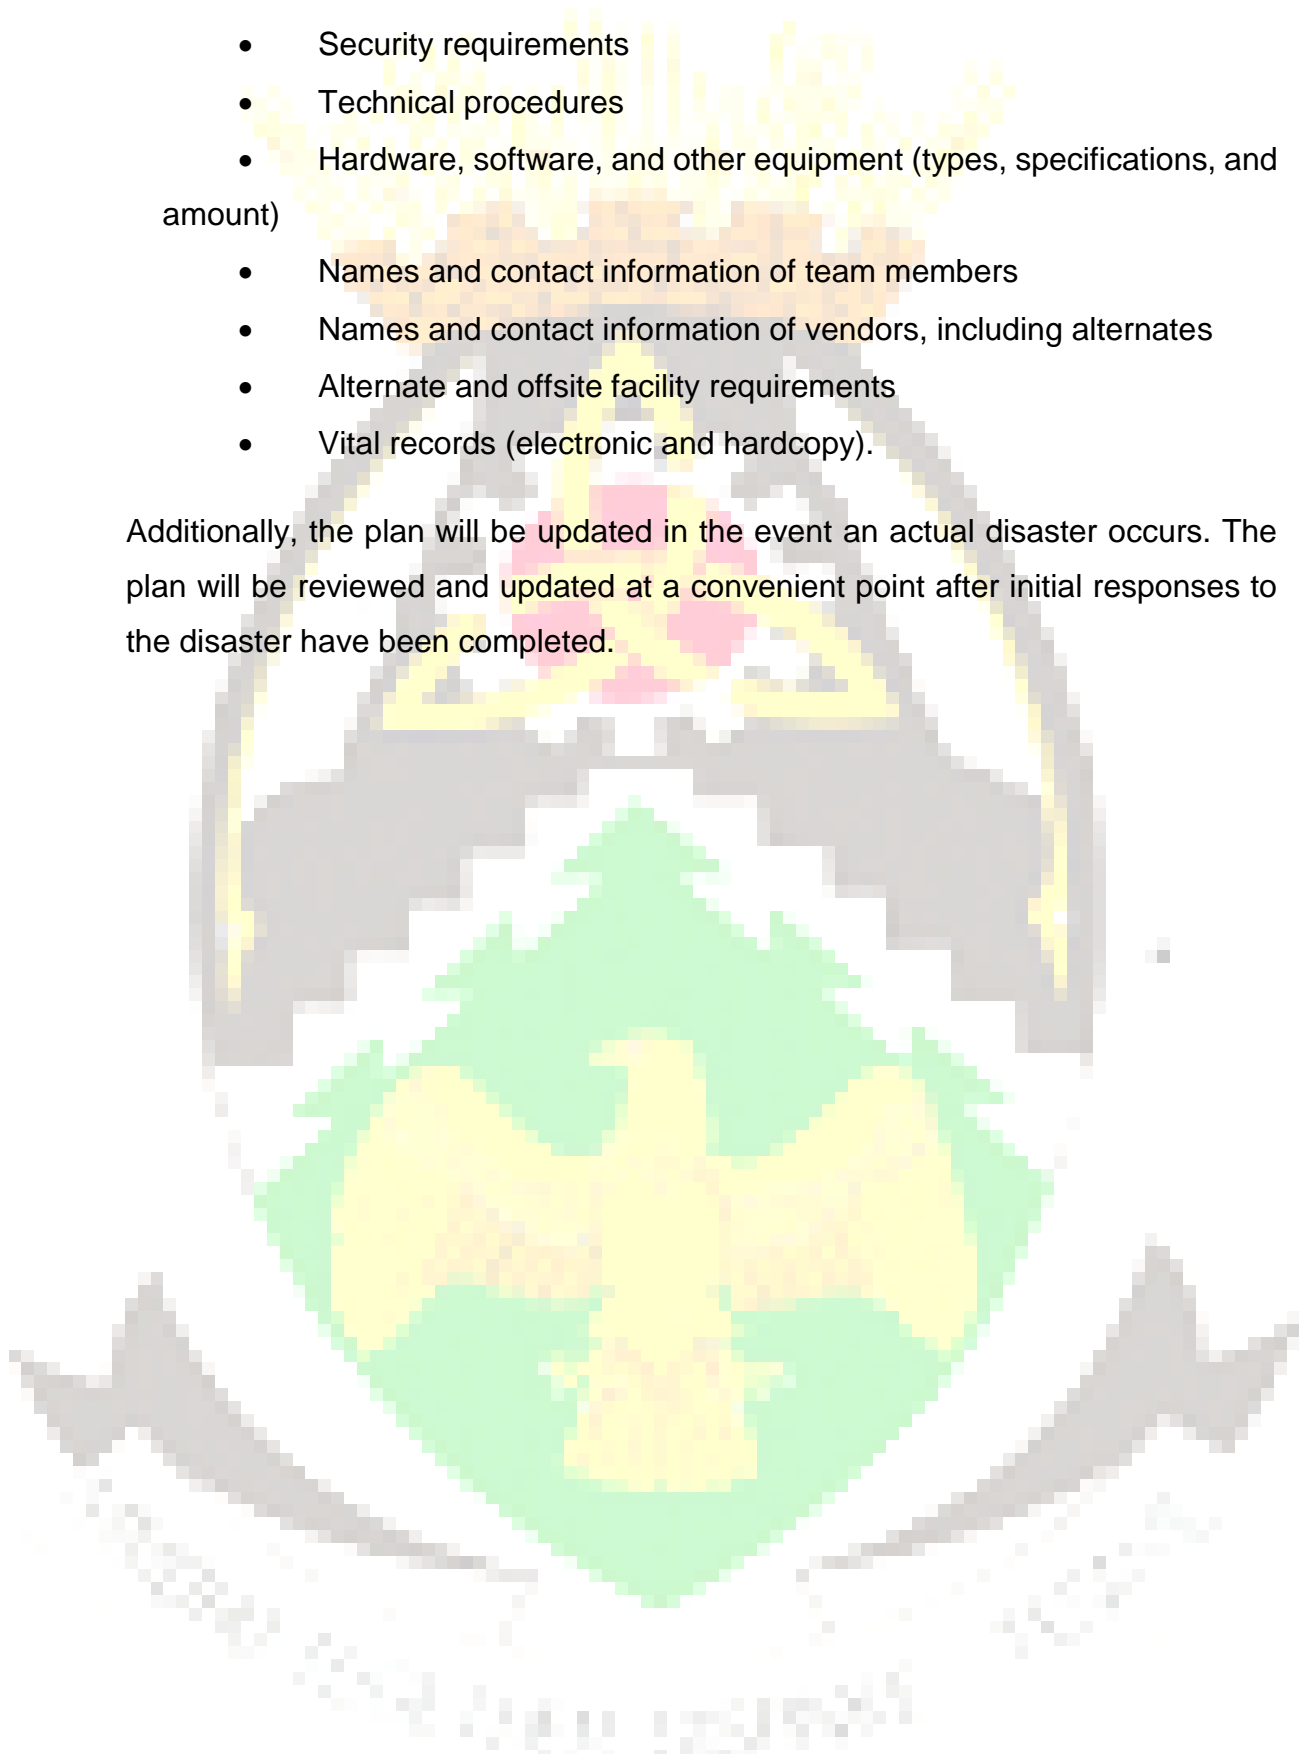 • Security requirements
• Technical procedures
• Hardware, software, and other equipment (types, specifications, and
amount)
• Names and contact information of team members
• Names and contact information of vendors, including alternates
• Alternate and offsite facility requirements
• Vital records (electronic and hardcopy).
Additionally, the plan will be updated in the event an actual disaster occurs. The
plan will be reviewed and updated at a convenient point after initial responses to
the disaster have been completed.